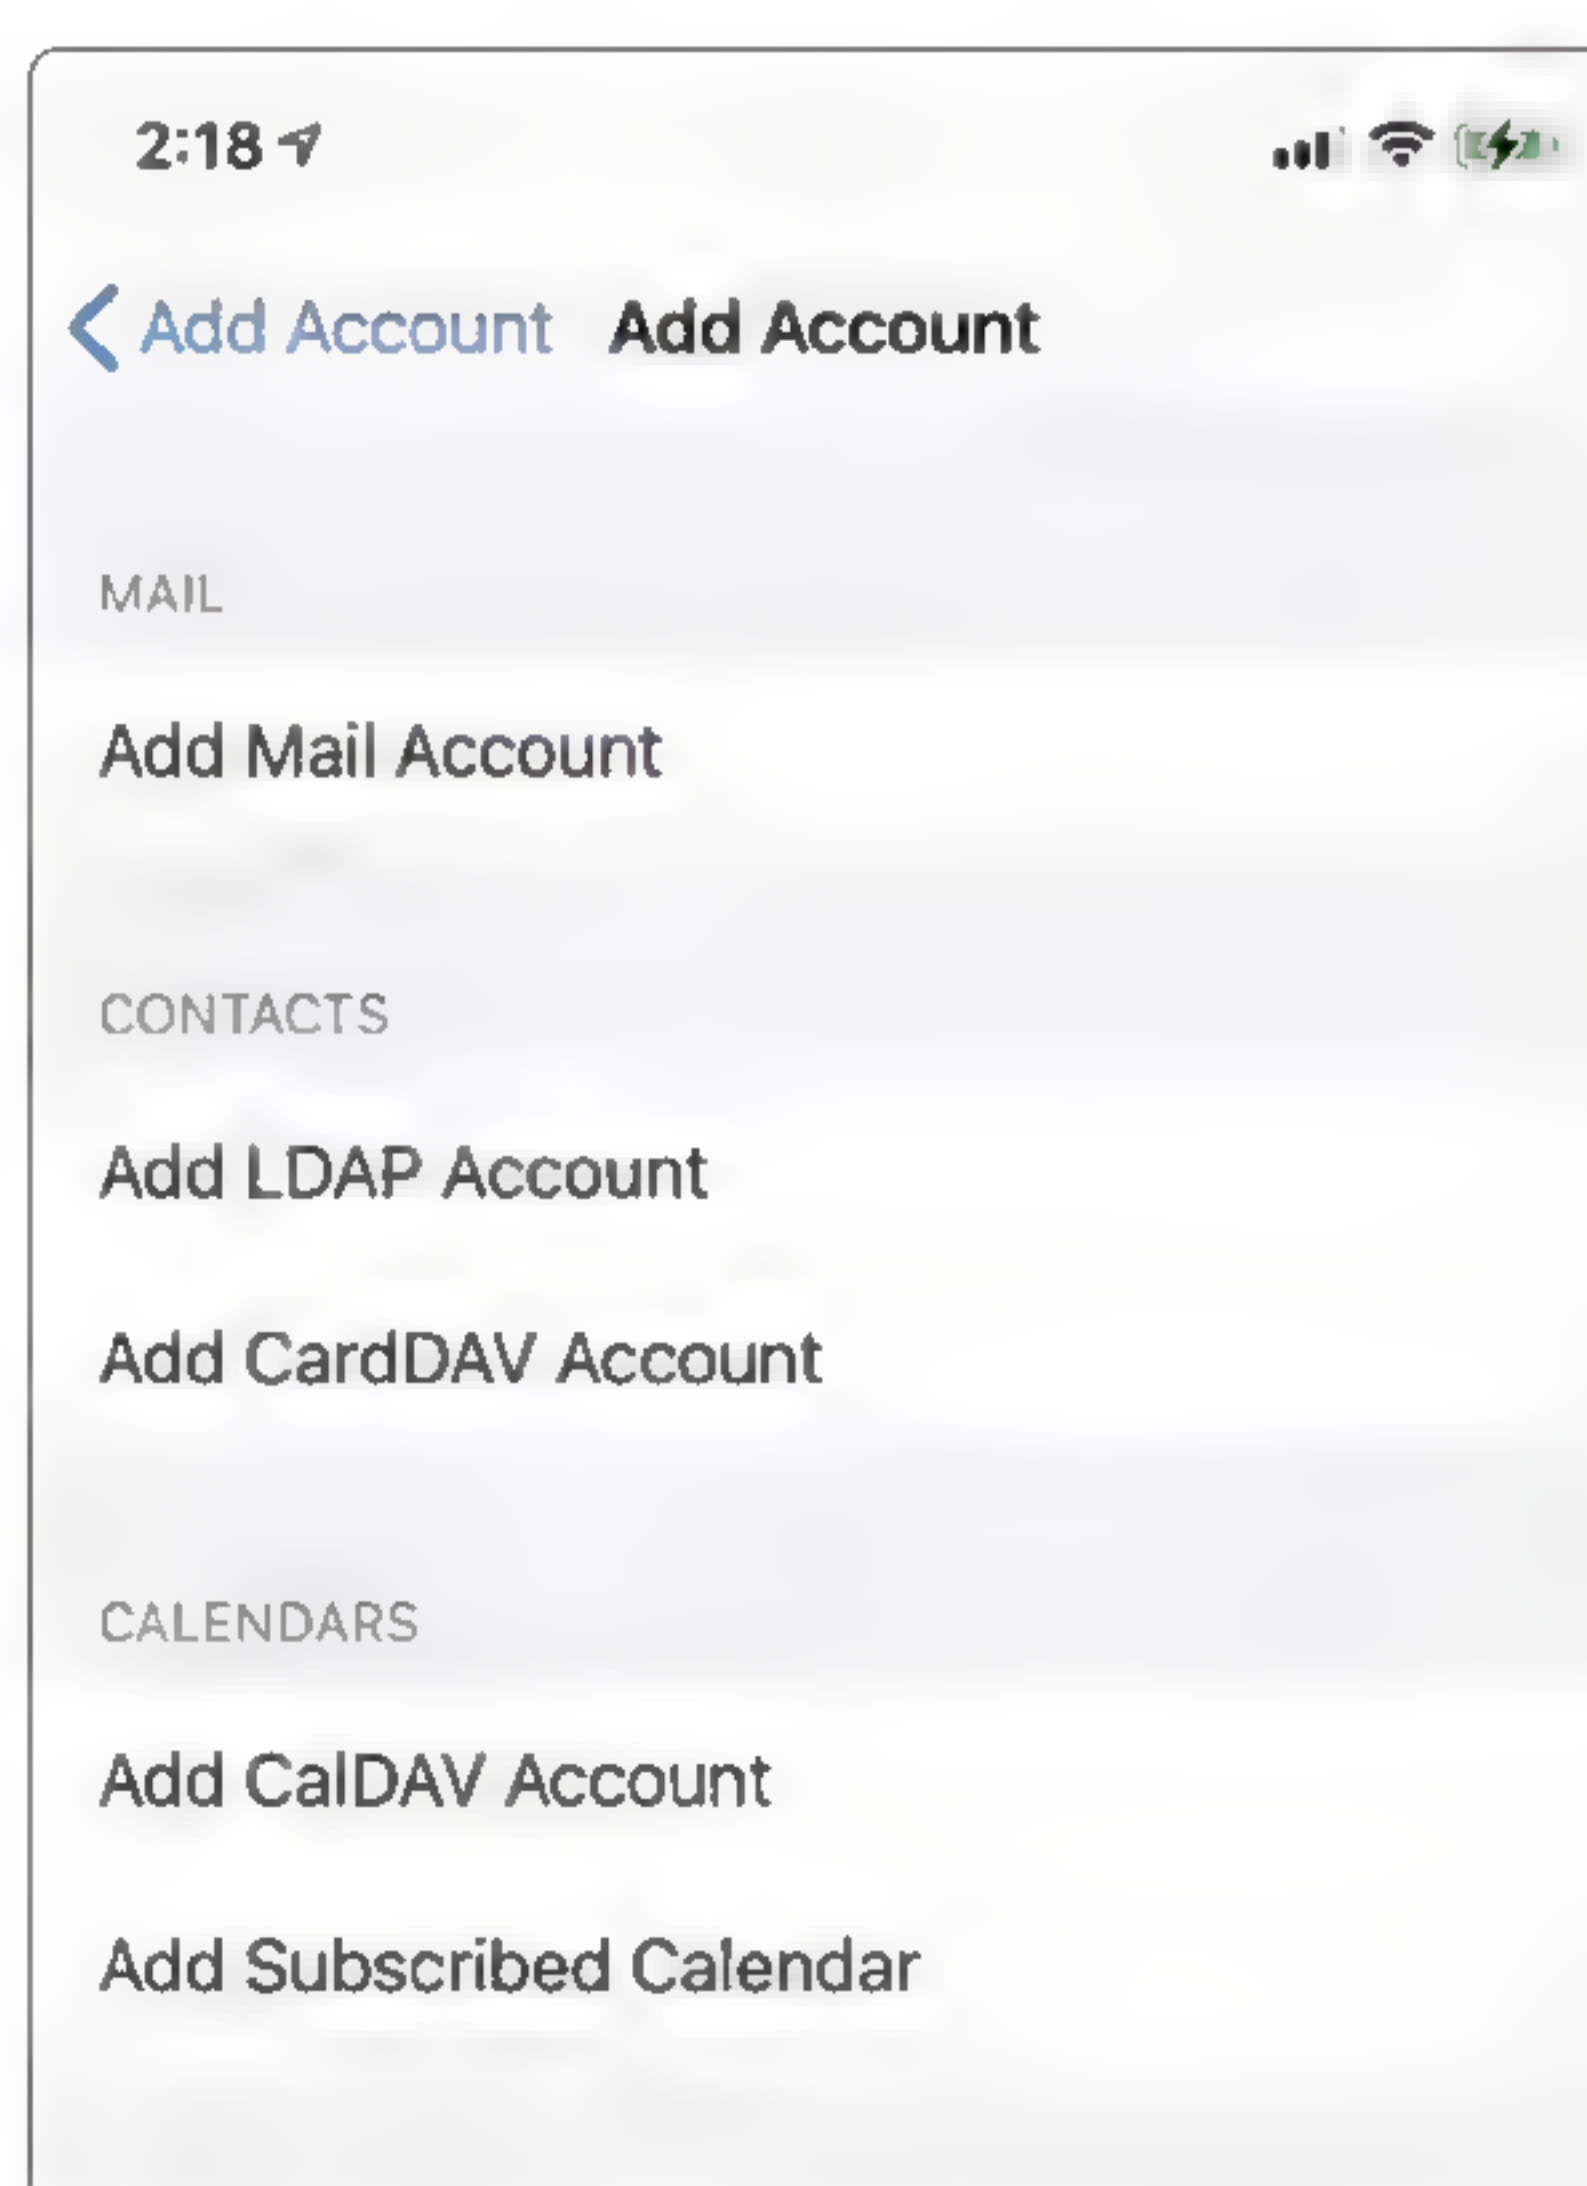 2:18
Add Account Add Account
MAIL
Add Mail Account
CONTACTS
Add LDAP Account
Add CardDAV Account
CALENDARS
Add CalDAV Account
Add Subscribed Calendar